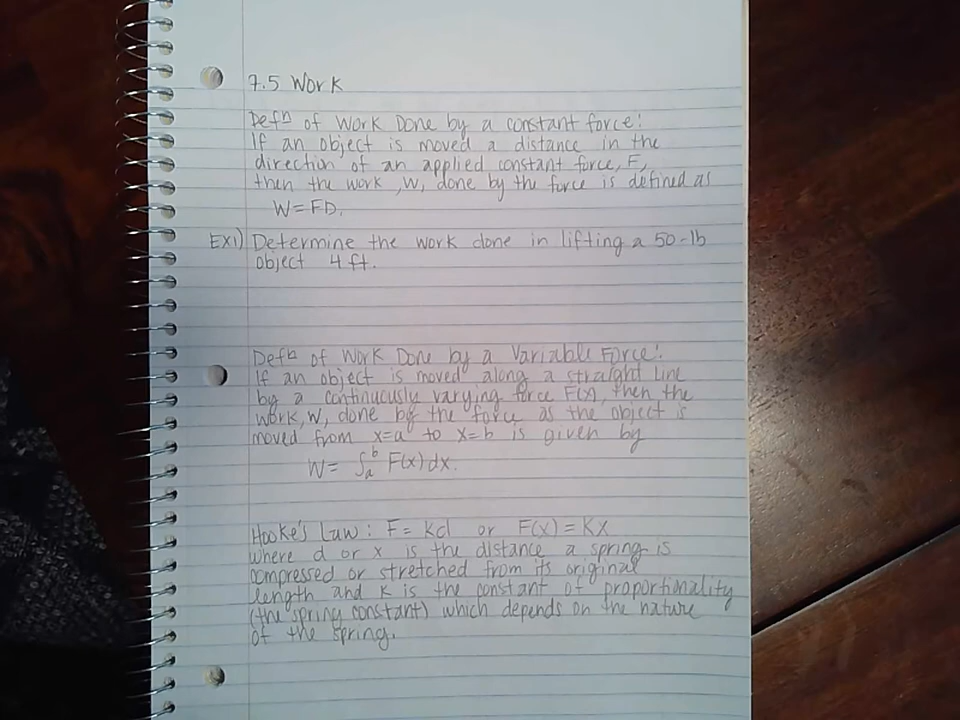 7.5 Work
Defⁿ of Work Done by a constant force:
If an object is moved a distance in the
direction of an applied constant force, F,
then the work, W, done by the force is defined as
W=FD.
EX1) Determine the work done in lifting a 50-lb
object 4 ft.
Defⁿ of Work Done by a Variable Force:
If an object is moved along a straight line
by a continuously varying force F(x), then the
work, W, done by the force as the object is
moved from x=a to x=b is given by
W= ∫ₐᵇ F(x)dx.
Hooke's Law: F= Kd or F(x) = Kx
where d or x is the distance a spring is
compressed or stretched from its original
length and K is the constant of proportionality
(the spring constant) which depends on the nature
of the spring.